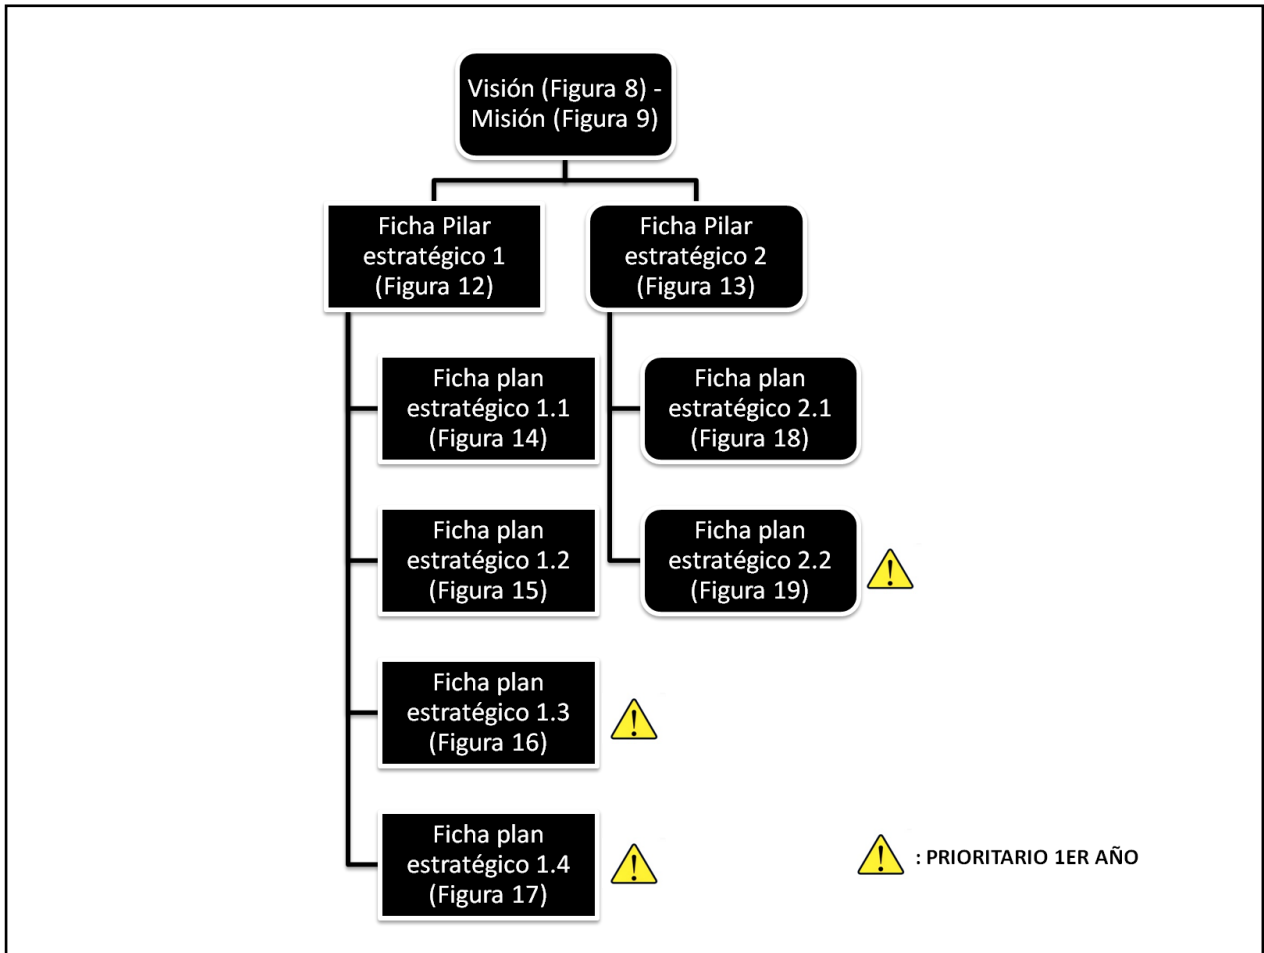 Visión (Figura 8) -
Misión (Figura 9)
Ficha Pilar
estratégico 1
(Figura 12)
Ficha Pilar
estratégico 2
(Figura 13)
Ficha plan
estratégico 1.1
(Figura 14)
Ficha plan
estratégico 2.1
(Figura 18)
Ficha plan
estratégico 1.2
(Figura 15)
Ficha plan
estratégico 2.2
(Figura 19)
Ficha plan
estratégico 1.3
(Figura 16)
Ficha plan
estratégico 1.4
(Figura 17)
: PRIORITARIO 1ER AÑO